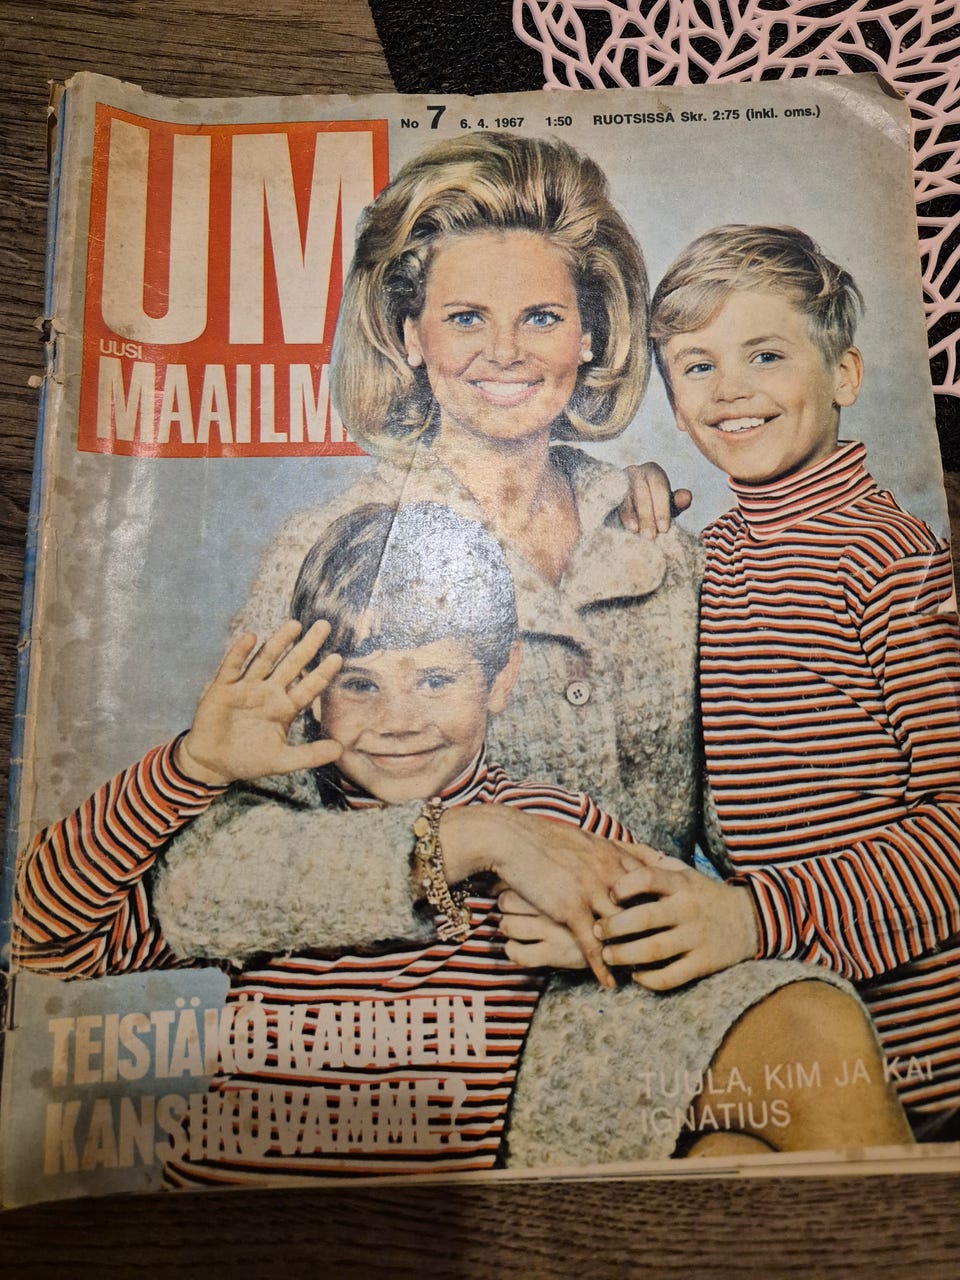 No 7 6. 4. 1967 1:50 RUOTSISSA Skr. 2:75 (inkl. oms.)
UM
UUSI
MAAILM
TEISTÄKÖ KAUNEIN
KANSIKUVAMME?
TUULA, KIM JA KAI
IGNATIUS